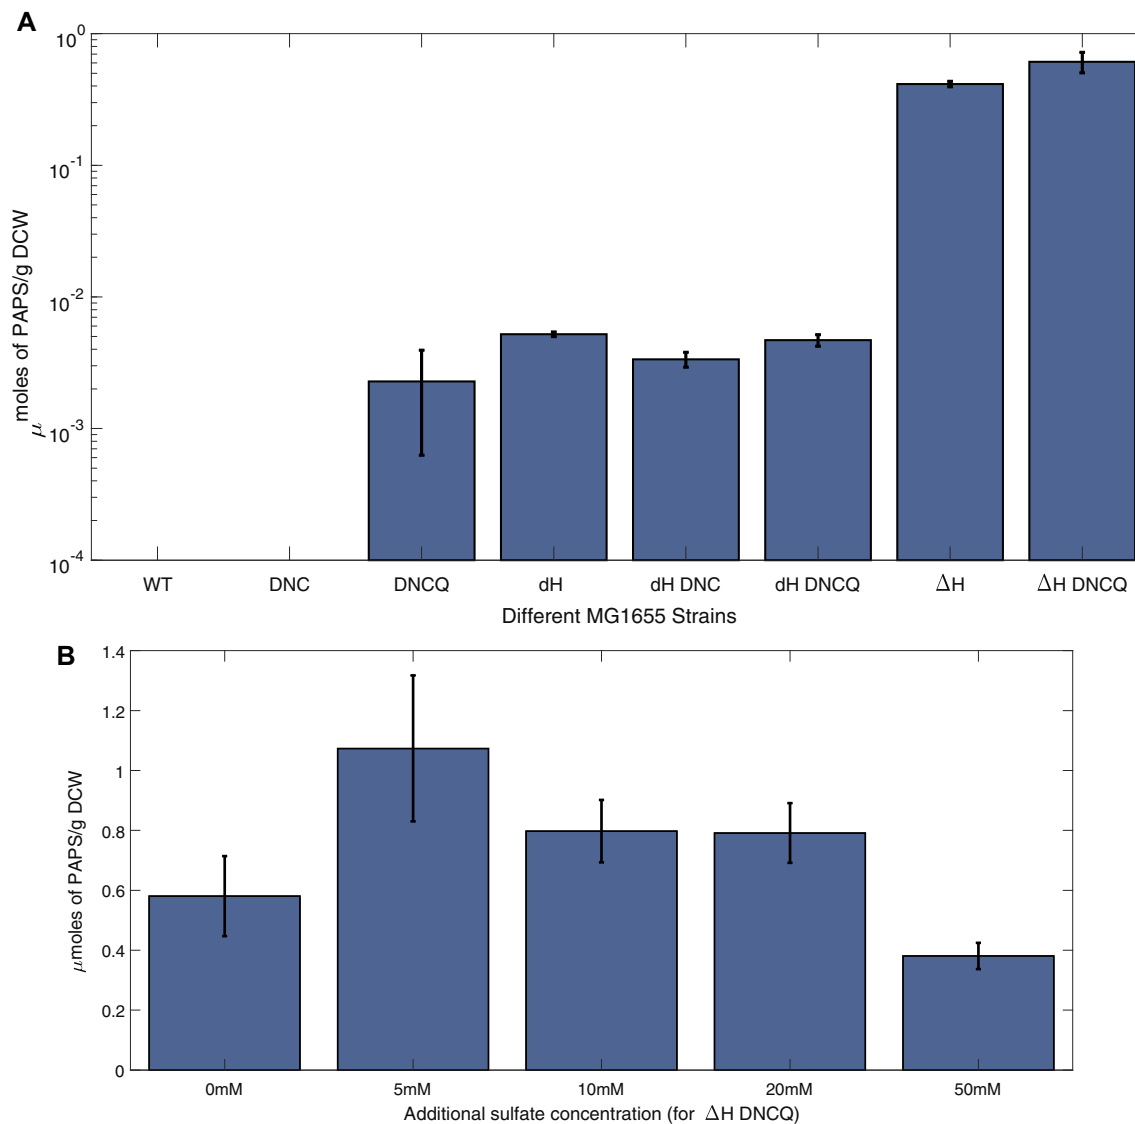 A
10^0
10^-1
10^-2
10^-3
10^-4
μmoles of PAPS/g DCW
WT DNC DNCQ dH dH DNC dH DNCQ ΔH ΔH DNCQ
Different MG1655 Strains
B
1.4
1.2
1
0.8
0.6
0.4
0.2
0
μmoles of PAPS/g DCW
0mM 5mM 10mM 20mM 50mM
Additional sulfate concentration (for ΔH DNCQ)